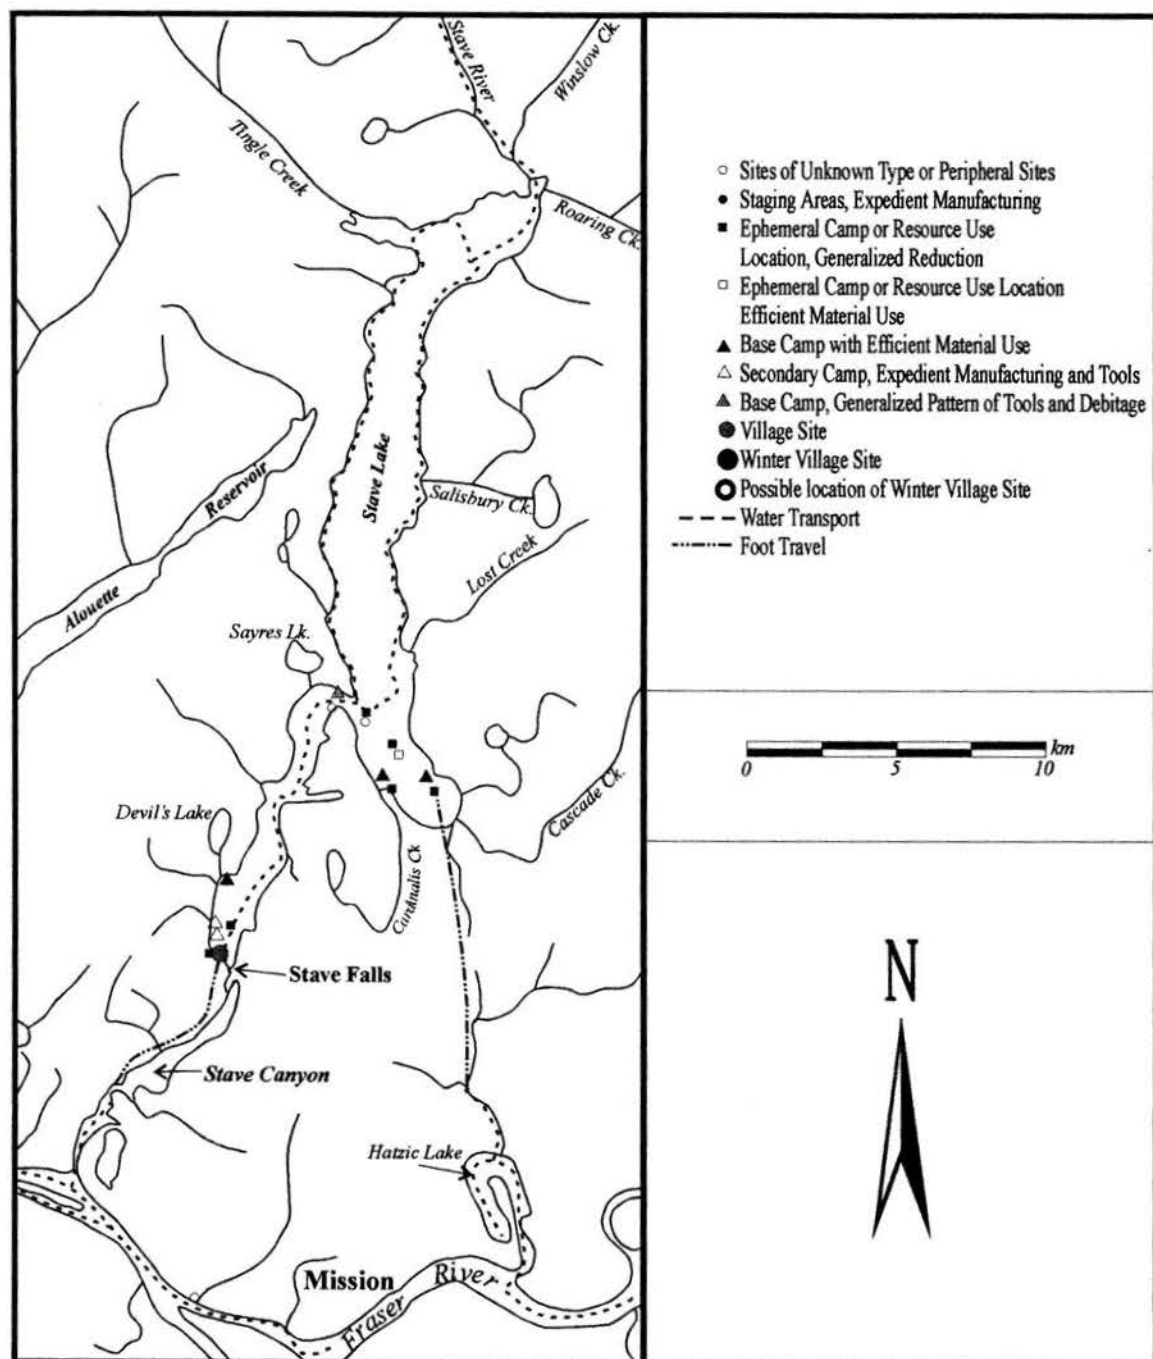 Stave River
Winslow Ck.
Tingle Creek
Roaring Ck.
Stave Lake
Reservoir
Salisbury Ck.
Lost Creek
Alouette
Sayres Lk.
Devil's Lake
Cascade Ck.
Cardinalis Ck
Stave Falls
Stave Canyon
Hatzic Lake
Mission
Fraser River
Sites of Unknown Type or Peripheral Sites
Staging Areas, Expedient Manufacturing
Ephemeral Camp or Resource Use
Location, Generalized Reduction
Ephemeral Camp or Resource Use Location
Efficient Material Use
Base Camp with Efficient Material Use
Secondary Camp, Expedient Manufacturing and Tools
Base Camp, Generalized Pattern of Tools and Debitage
Village Site
Winter Village Site
Possible location of Winter Village Site
Water Transport
Foot Travel
km
0 5 10
N